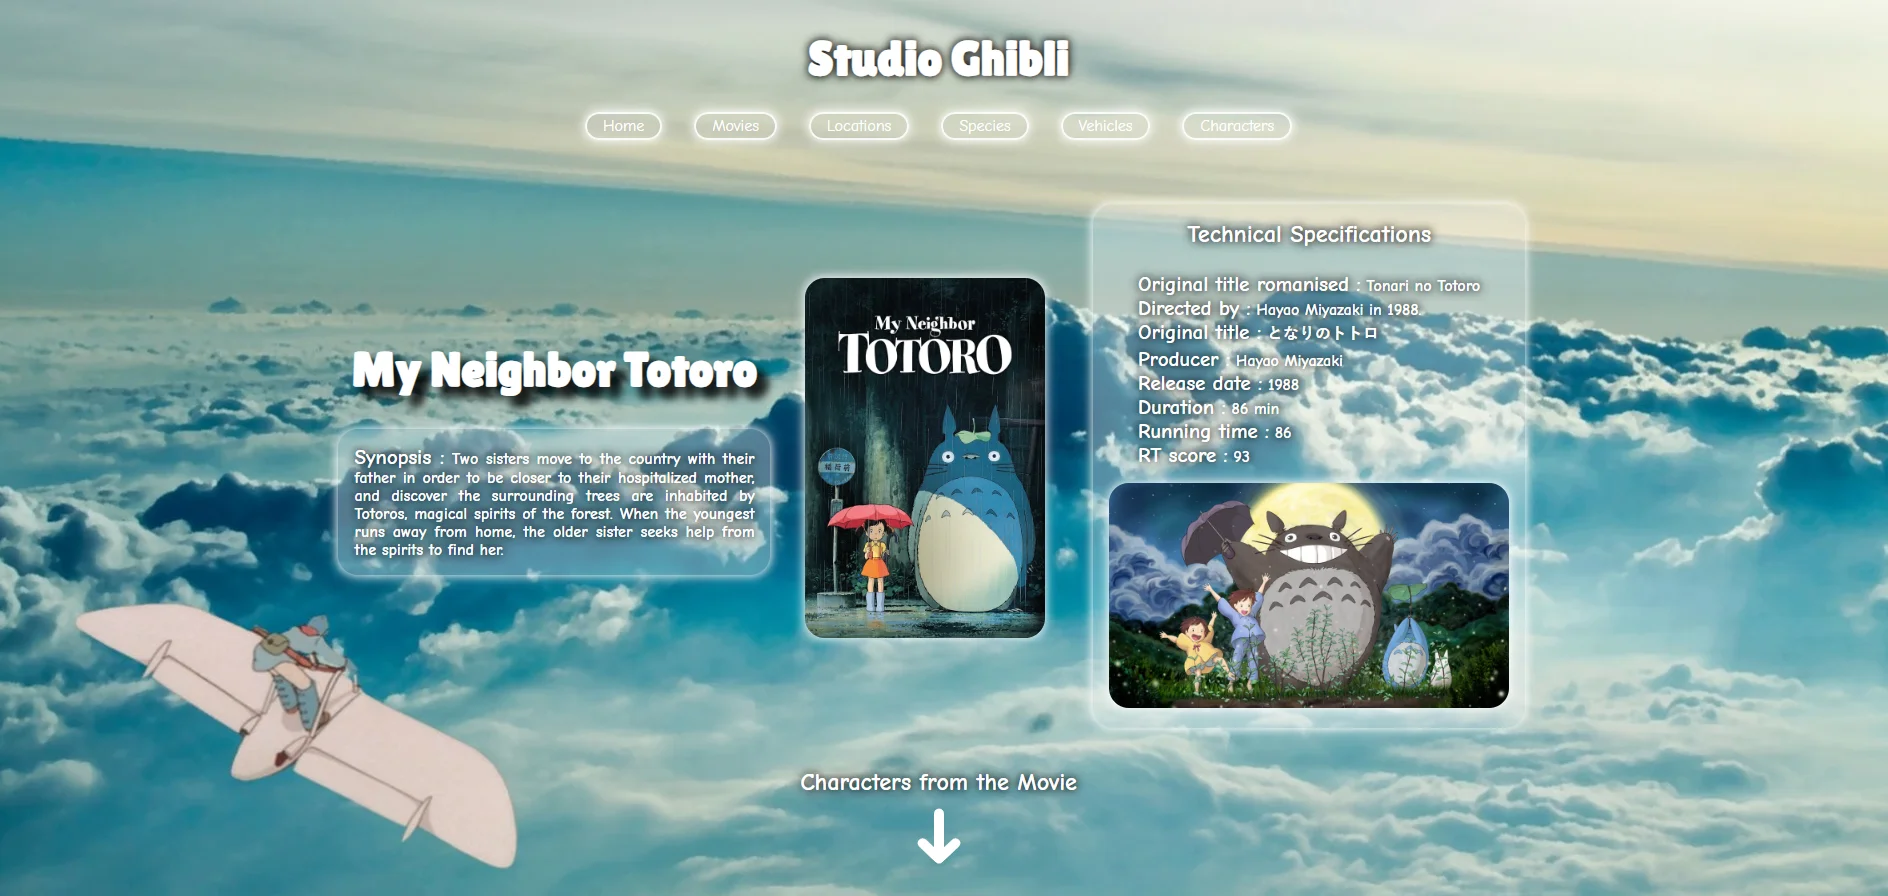 Studio Ghibli
Home
Movies
Locations
Species
Vehicles
Characters
My Neighbor Totoro
Synopsis : Two sisters move to the country with their
father in order to be closer to their hospitalized mother,
and discover the surrounding trees are inhabited by
Totoros, magical spirits of the forest. When the youngest
runs away from home, the older sister seeks help from
the spirits to find her.
My Neighbor
TOTORO
Technical Specifications
Original title romanised : Tonari no Totoro
Directed by : Hayao Miyazaki in 1988.
Original title : となりのトトロ
Producer : Hayao Miyazaki
Release date : 1988
Duration : 86 min
Running time : 86
RT score : 93
Characters from the Movie